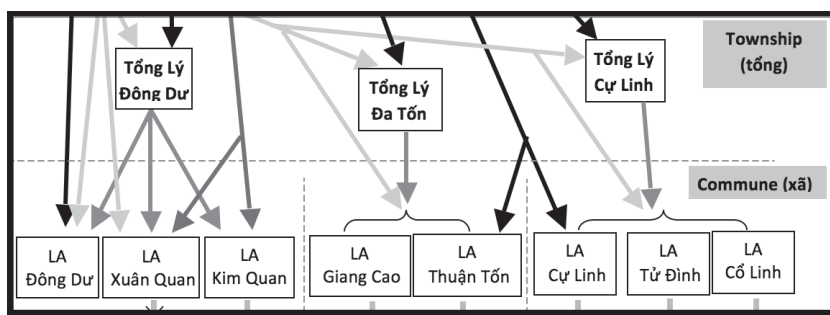 Township
(tổng)
Tổng Lý
Đông Dư
Tổng Lý
Đa Tốn
Tổng Lý
Cự Linh
Commune (xã)
LA
Đông Dư
LA
Xuân Quan
LA
Kim Quan
LA
Giang Cao
LA
Thuận Tốn
LA
Cự Linh
LA
Tử Đình
LA
Cổ Linh